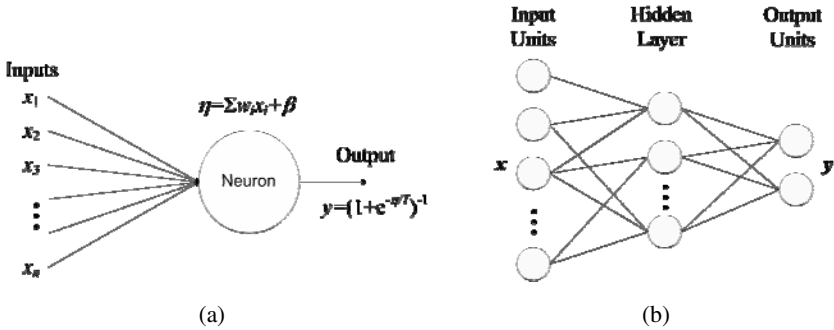 Inputs
x1
x2
x3
xn
η=Σwixi+β
Neuron
Output
y=(1+e^-η/T)^-1
(a)
Input Units
Hidden Layer
Output Units
x
y
(b)